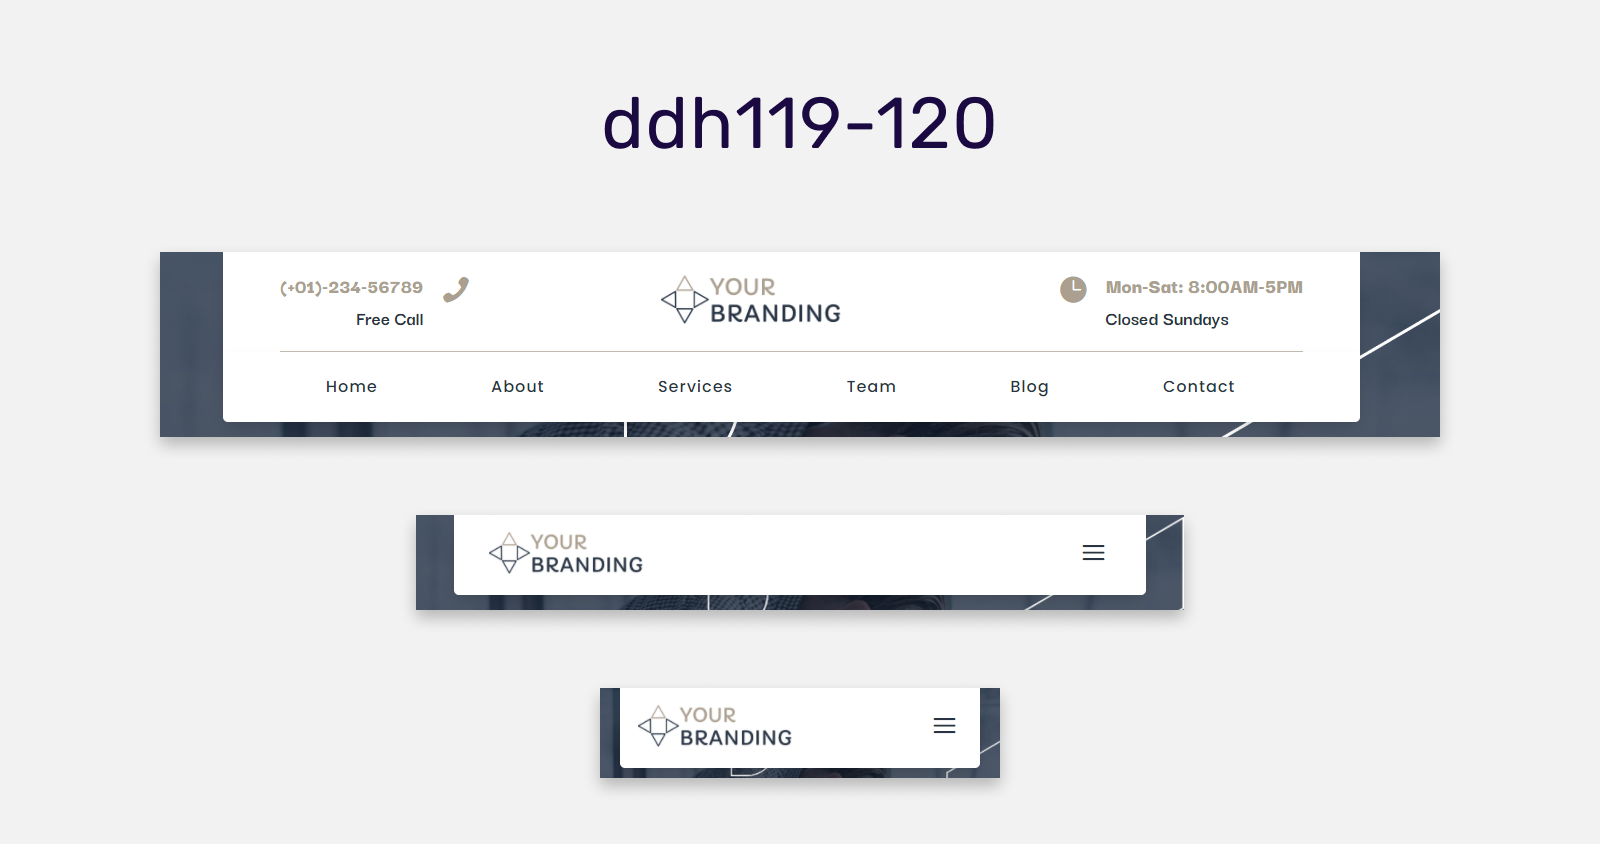 ddh119-120
(+01)-234-56789
Free Call
YOUR
BRANDING
Mon-Sat: 8:00AM-5PM
Closed Sundays
Home About Services Team Blog Contact
YOUR
BRANDING
YOUR
BRANDING